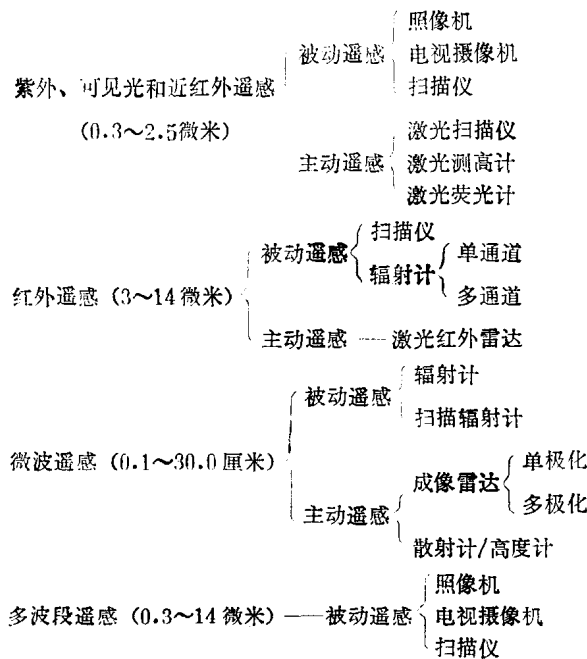 照像机
被动遥感 电视摄像机
紫外、可见光和近红外遥感 扫描仪
(0.3～2.5微米) 激光扫描仪
主动遥感 激光测高计
激光荧光计
扫描仪
被动遥感 单通道
辐射计
红外遥感 (3～14微米) 多通道
主动遥感 — 激光红外雷达
辐射计
被动遥感
扫描辐射计
微波遥感 (0.1～30.0厘米) 单极化
成像雷达
多极化
主动遥感
散射计/高度计
照像机
多波段遥感 (0.3～14微米) —— 被动遥感 电视摄像机
扫描仪